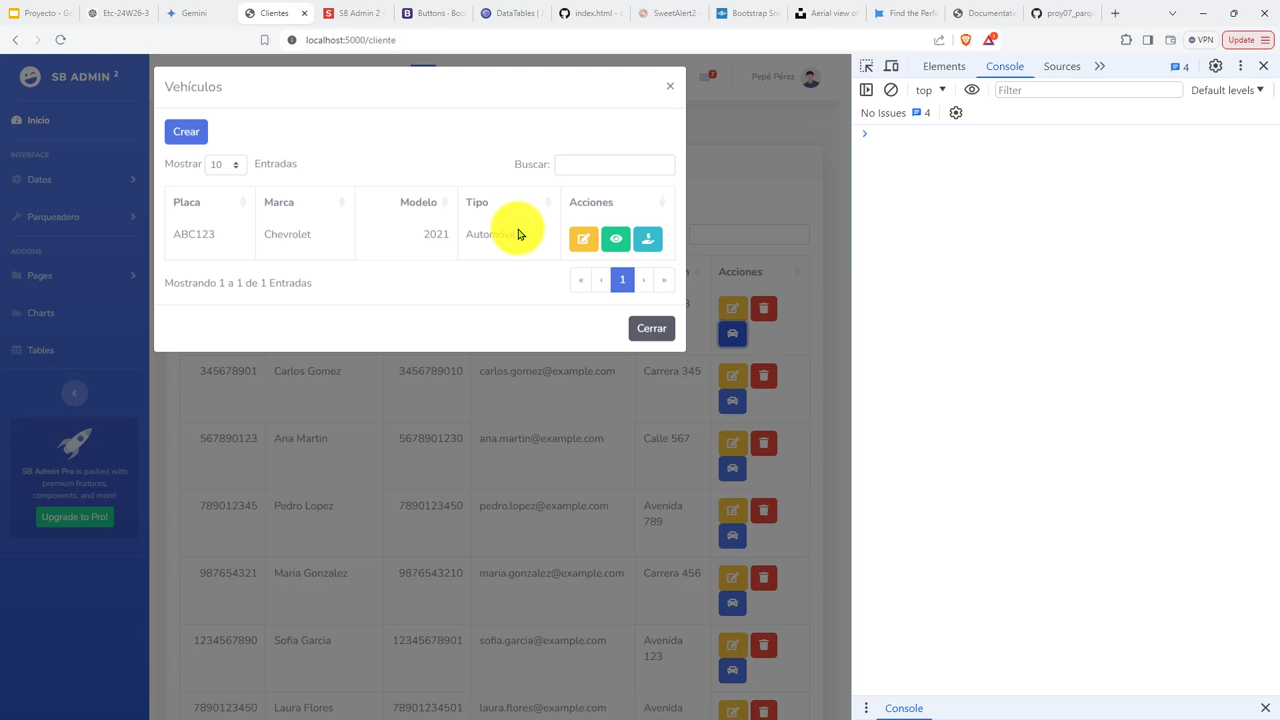 Proyecto - G
Etc-24W26-3
Gemini
Clientes
SB Admin 2 -
Buttons - Boo
DataTables |
index.html - m
SweetAlert2 -
Bootstrap Sni
Aerial view of
Find the Perfe
Documentati
proy07_parqu
localhost:5000/cliente
VPN
Update
SB ADMIN 2
Inicio
INTERFACE
Datos
Parqueadero
ADDONS
Pages
Charts
Tables
SB Admin Pro is packed with
premium features,
components, and more!
Upgrade to Pro!
7
Pepé Pérez
Vehículos
×
Crear
Mostrar 10 Entradas
Buscar:
Placa Marca Modelo Tipo Acciones
ABC123 Chevrolet 2021 Automóvil
Mostrando 1 a 1 de 1 Entradas
« ‹ 1 › »
Cerrar
n Acciones
3
345678901 Carlos Gomez 3456789010 carlos.gomez@example.com Carrera 345
567890123 Ana Martin 5678901230 ana.martin@example.com Calle 567
789012345 Pedro Lopez 7890123450 pedro.lopez@example.com Avenida
789
987654321 Maria Gonzalez 9876543210 maria.gonzalez@example.com Carrera 456
1234567890 Sofia Garcia 12345678901 sofia.garcia@example.com Avenida
123
7890123450 Laura Flores 78901234501 laura.flores@example.com Avenida
Elements
Console
Sources
4
top
Filter
Default levels
No Issues 4
Console